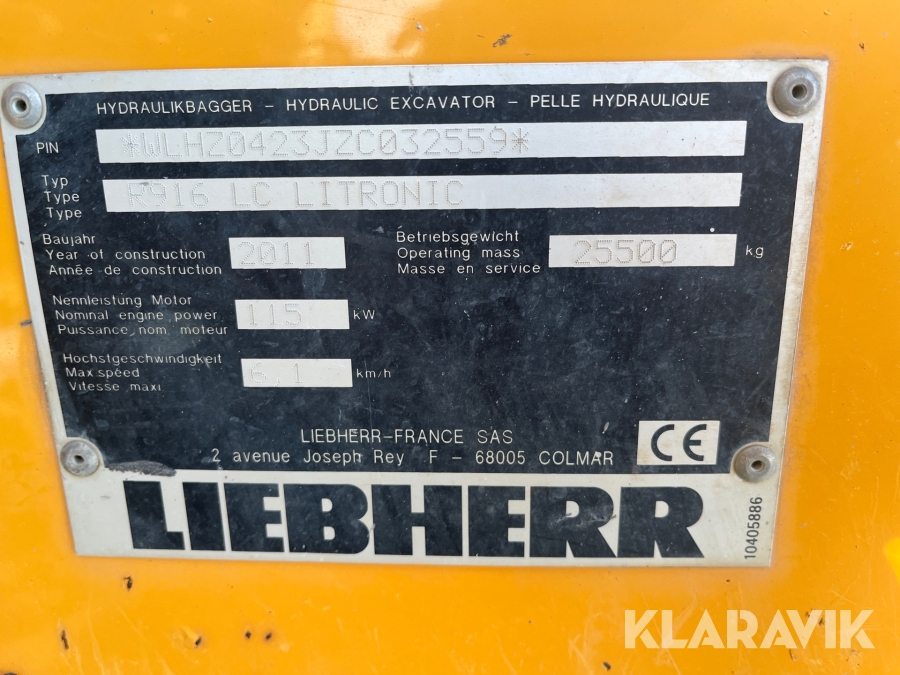 HYDRAULIKBAGGER - HYDRAULIC EXCAVATOR - PELLE HYDRAULIQUE
PIN *WLHZ0423JZC032559*
Typ
Type R916 LC LITRONIC
Type
Baujahr
Year of construction 2011
Année de construction
Betriebsgewicht
Operating mass 25500 kg
Masse en service
Nennleistung Motor
Nominal engine power 115 kW
Puissance nom. moteur
Hochstgeschwindigkeit
Max speed 6,1 km/h
Vitesse maxi
LIEBHERR-FRANCE SAS
2 avenue Joseph Rey F - 68005 COLMAR
CE
LIEBHERR
10405886
KLARAVIK